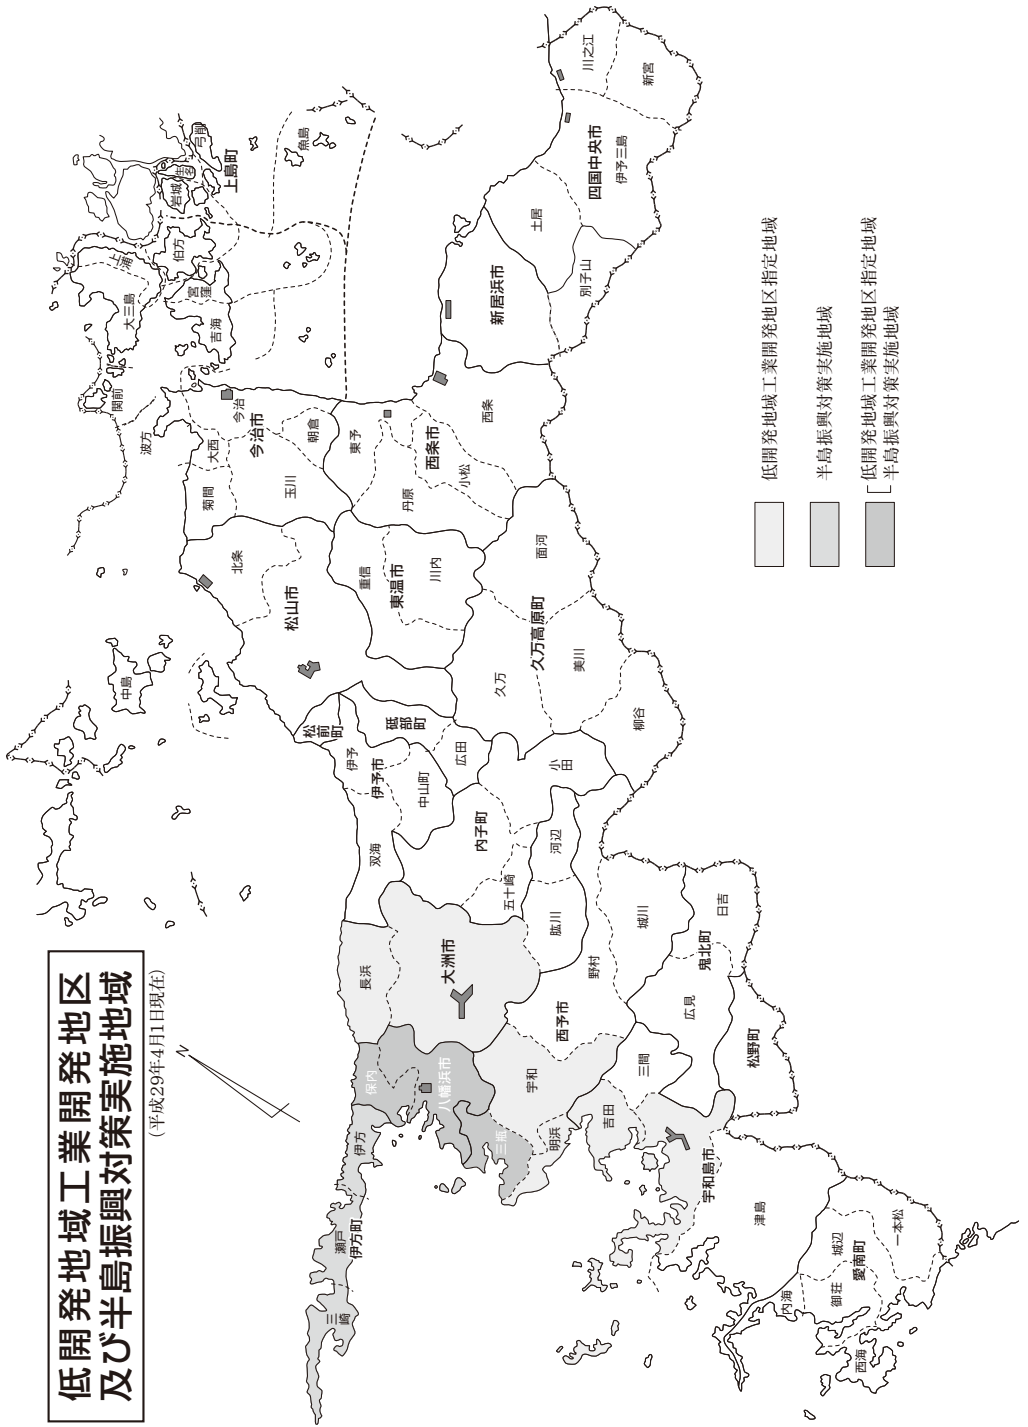 低開発地域工業開発地区
及び半島振興対策実施地域
(平成29年4月1日現在)
N
低開発地域工業開発地区指定地域
半島振興対策実施地域
低開発地域工業開発地区指定地域
半島振興対策実施地域
三崎
瀬戸
伊方町
伊方
保内
八幡浜市
三瓶
長浜
大洲市
宇和
明浜
西予市
野村
城川
三間
吉田
宇和島市
津島
広見
鬼北町
日吉
松野町
内海
御荘
城辺
愛南町
一本松
西海
双海
伊予
伊予市
中山町
松前町
砥部町
広田
内子町
五十崎
小田
河辺
肱川
中島
松山市
北条
重信
東温市
川内
久万
久万高原町
面河
美川
柳谷
菊間
大西
波方
今治
今治市
玉川
朝倉
関前
大三島
上浦
伯方
宮窪
吉海
岩城
生名
弓削
上島町
魚島
東予
丹原
西条市
小松
西条
新居浜市
別子山
土居
四国中央市
伊予三島
川之江
新宮